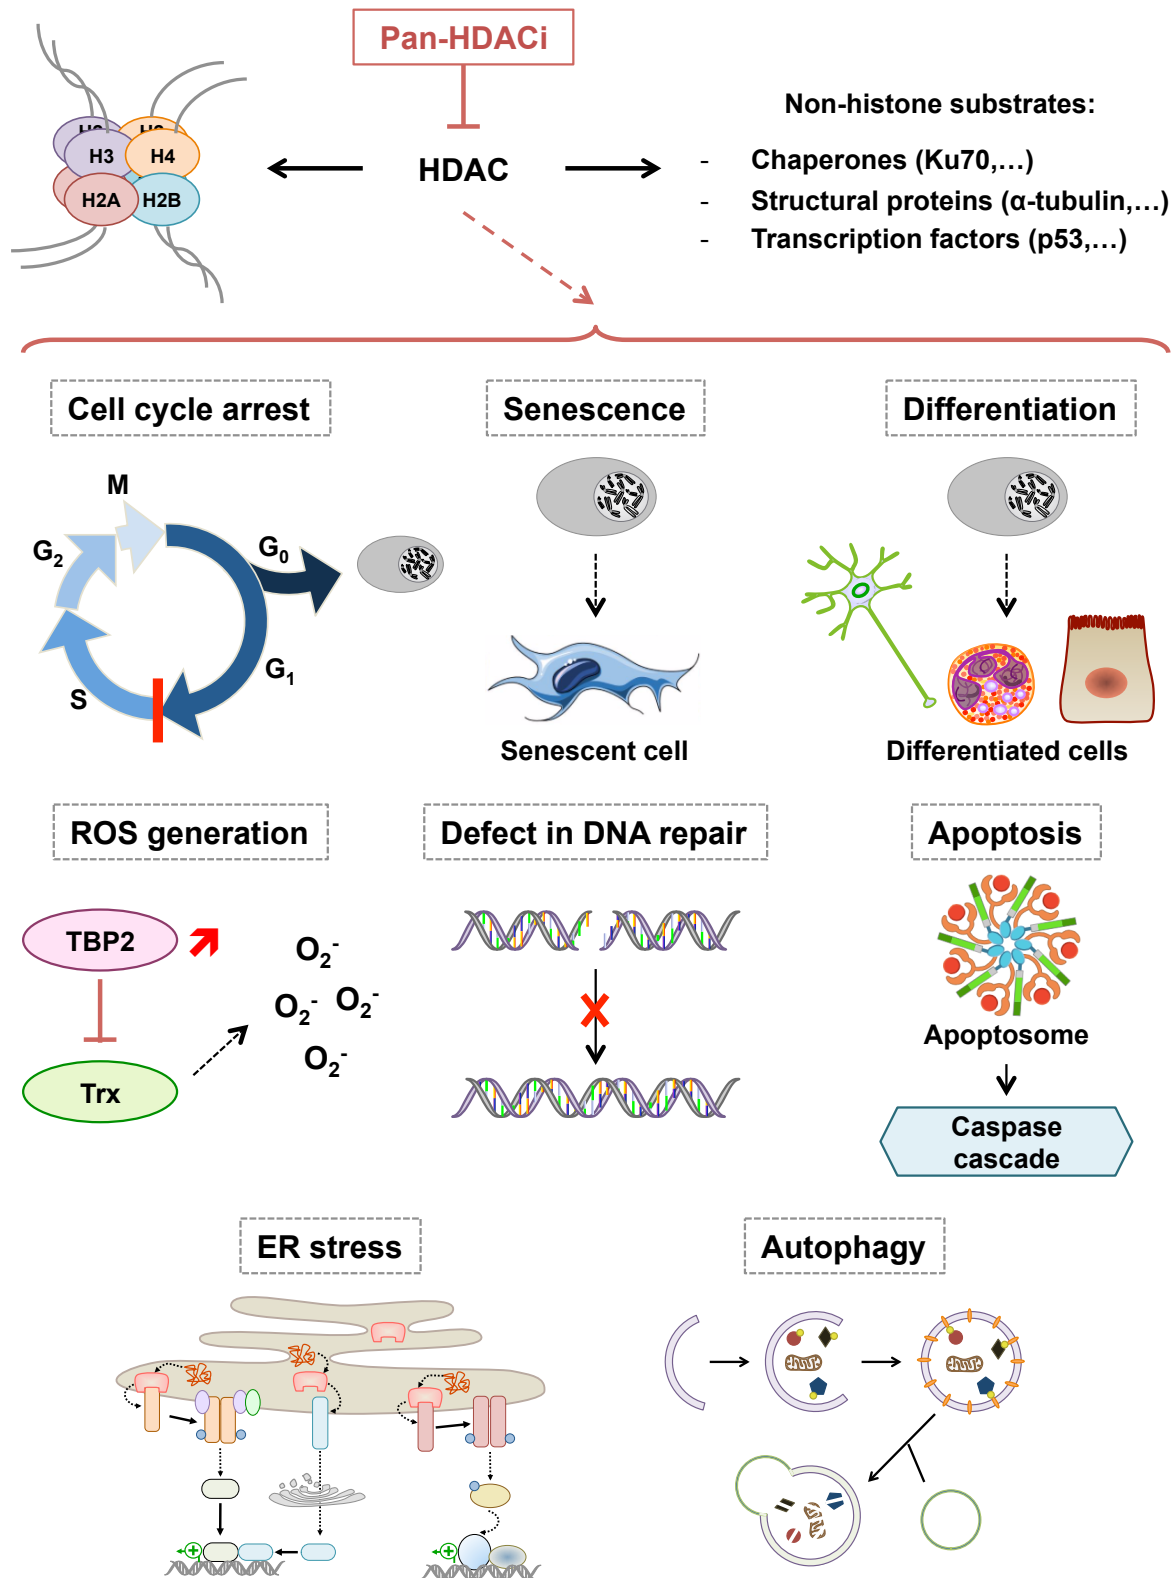 Pan-HDACi
HDAC
H3
H4
H2A
H2B
Non-histone substrates:
- Chaperones (Ku70,…)
- Structural proteins (α-tubulin,…)
- Transcription factors (p53,…)
Cell cycle arrest
Senescence
Differentiation
M
G₂
G₀
G₁
S
Senescent cell
Differentiated cells
ROS generation
Defect in DNA repair
Apoptosis
TBP2
O₂⁻
O₂⁻
O₂⁻
O₂⁻
Trx
Apoptosome
Caspase
cascade
ER stress
Autophagy